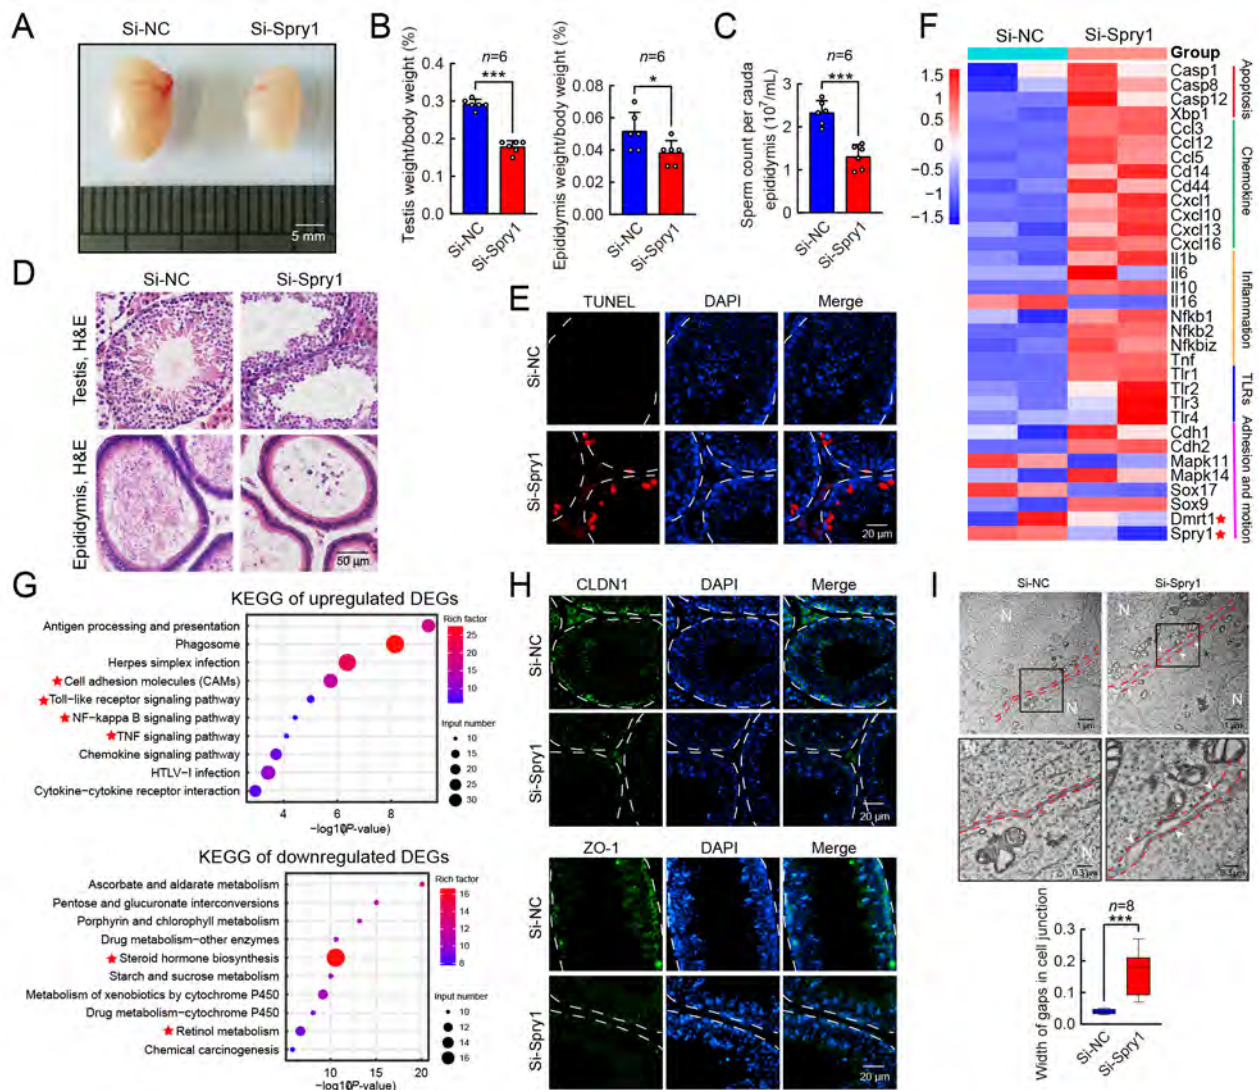 A
Si-NC
Si-Spry1
5 mm
B
Testis weight/body weight (%)
n=6
***
0.4
0.3
0.2
0.1
0.0
Si-NC
Si-Spry1
Epididymis weight/body weight (%)
n=6
*
0.08
0.06
0.04
0.02
0.00
Si-NC
Si-Spry1
C
Sperm count per cauda
epididymis (10⁷/mL)
n=6
***
3
2
1
0
Si-NC
Si-Spry1
D
Si-NC
Si-Spry1
Testis, H&E
Epididymis, H&E
50 µm
E
TUNEL
DAPI
Merge
Si-NC
Si-Spry1
20 µm
F
Si-NC
Si-Spry1
Group
1.5
1
0.5
0
−0.5
−1
−1.5
Casp1
Casp8
Casp12
Xbp1
Ccl3
Ccl12
Ccl5
Cd14
Cd44
Cxcl1
Cxcl10
Cxcl13
Cxcl16
Il1b
Il6
Il10
Il16
Nfkb1
Nfkb2
Nfkbiz
Tnf
Tlr1
Tlr2
Tlr3
Tlr4
Cdh1
Cdh2
Mapk11
Mapk14
Sox17
Sox9
Dmrt1★
Spry1★
Apoptosis
Chemokine
Inflammation
TLRs
Adhesion and motion
G
KEGG of upregulated DEGs
Antigen processing and presentation
Phagosome
Herpes simplex infection
★Cell adhesion molecules (CAMs)
★Toll−like receptor signaling pathway
★NF−kappa B signaling pathway
★TNF signaling pathway
Chemokine signaling pathway
HTLV−I infection
Cytokine−cytokine receptor interaction
4
6
8
−log10(P-value)
Rich factor
25
20
15
10
Input number
10
15
20
25
30
KEGG of downregulated DEGs
Ascorbate and aldarate metabolism
Pentose and glucuronate interconversions
Porphyrin and chlorophyll metabolism
Drug metabolism−other enzymes
★Steroid hormone biosynthesis
Starch and sucrose metabolism
Metabolism of xenobiotics by cytochrome P450
Drug metabolism−cytochrome P450
★Retinol metabolism
Chemical carcinogenesis
10
15
20
−log10(P-value)
Rich factor
16
14
12
10
8
Input number
10
12
14
16
H
CLDN1
DAPI
Merge
Si-NC
Si-Spry1
20 µm
ZO-1
DAPI
Merge
Si-NC
Si-Spry1
20 µm
I
Si-NC
Si-Spry1
N
N
1 µm
N
N
1 µm
N
0.3 µm
0.3 µm
Width of gaps in cell junction
n=8
***
0.3
0.2
0.1
0.0
Si-NC
Si-Spry1